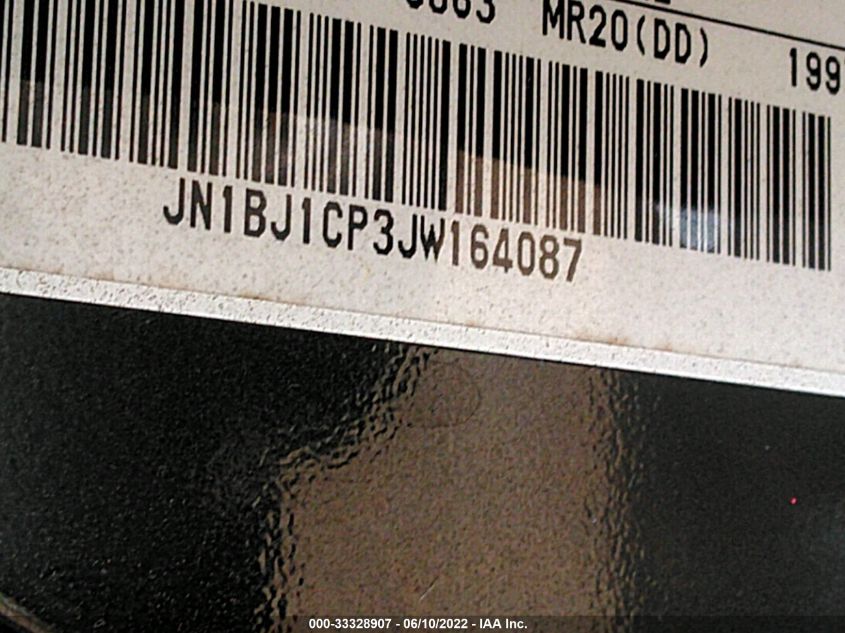 MR20(DD)
JN1BJ1CP3JW164087
000-33328907 - 06/10/2022 - IAA Inc.